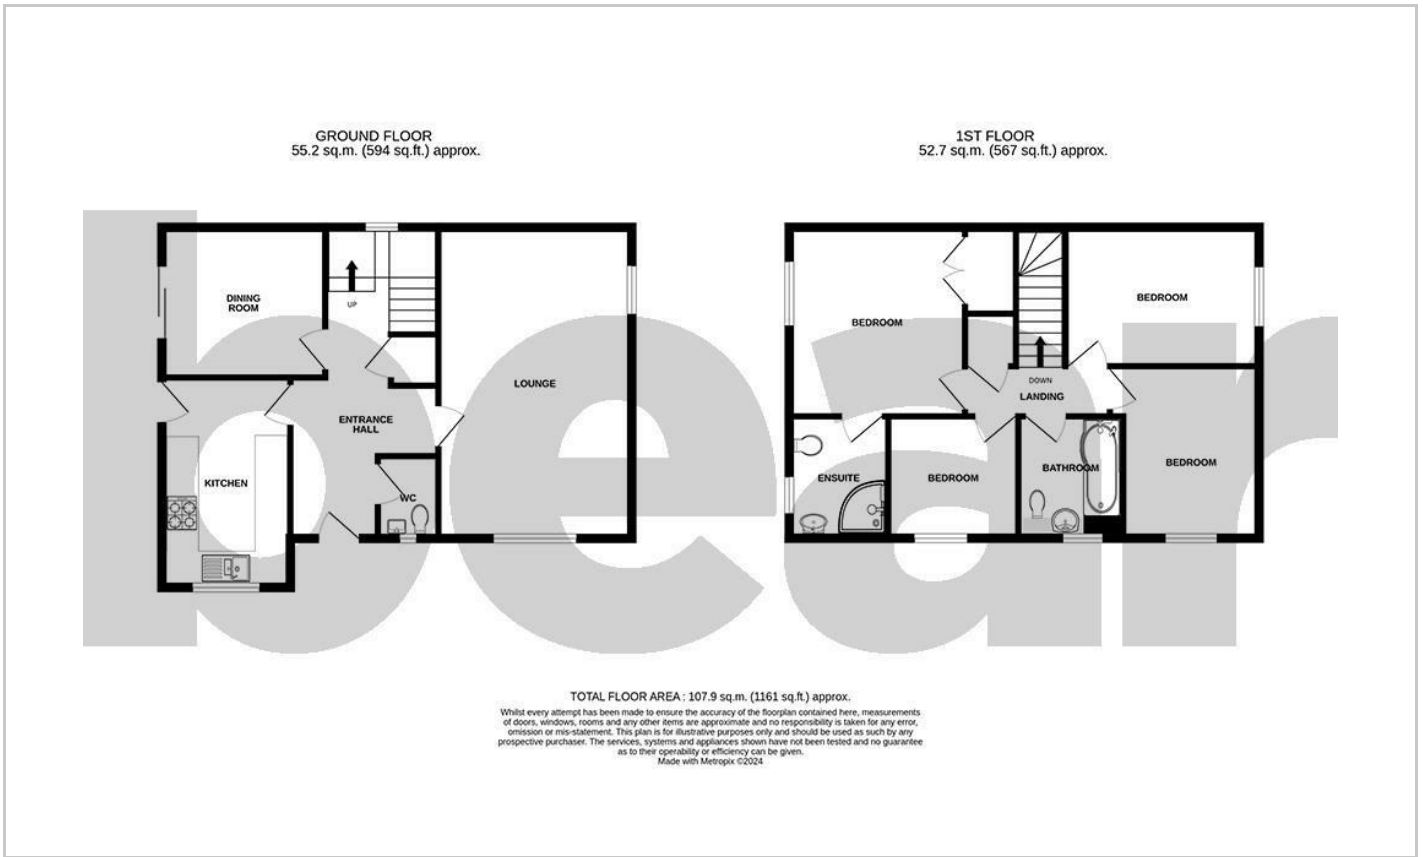 GROUND FLOOR
55.2 sq.m. (594 sq.ft.) approx.
1ST FLOOR
52.7 sq.m. (567 sq.ft.) approx.
DINING
ROOM
UP
LOUNGE
ENTRANCE
HALL
KITCHEN
WC
BEDROOM
BEDROOM
DOWN
LANDING
ENSUITE
BEDROOM
BATHROOM
BEDROOM
bear
TOTAL FLOOR AREA : 107.9 sq.m. (1161 sq.ft.) approx.
Whilst every attempt has been made to ensure the accuracy of the floorplan contained here, measurements
of doors, windows, rooms and any other items are approximate and no responsibility is taken for any error,
omission or mis-statement. This plan is for illustrative purposes only and should be used as such by any
prospective purchaser. The services, systems and appliances shown have not been tested and no guarantee
as to their operability or efficiency can be given.
Made with Metropix ©2024